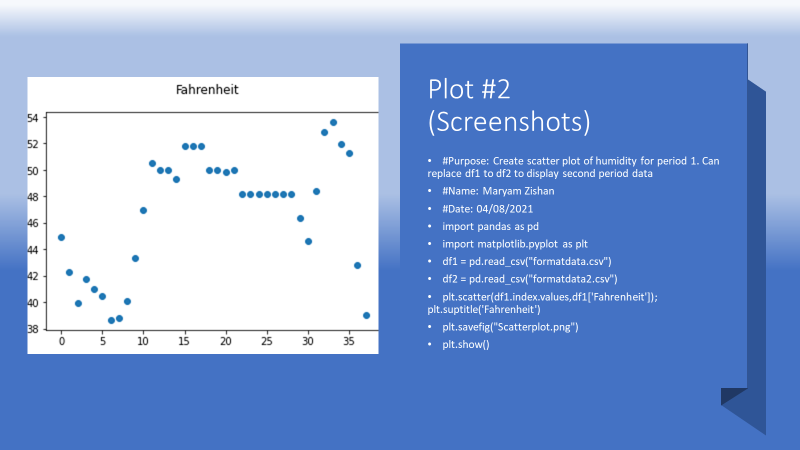 Fahrenheit
54
52
50
48
46
44
42
40
38
0 5 10 15 20 25 30 35
Plot #2
(Screenshots)
• #Purpose: Create scatter plot of humidity for period 1. Can
replace df1 to df2 to display second period data
• #Name: Maryam Zishan
• #Date: 04/08/2021
• import pandas as pd
• import matplotlib.pyplot as plt
• df1 = pd.read_csv("formatdata.csv")
• df2 = pd.read_csv("formatdata2.csv")
• plt.scatter(df1.index.values,df1['Fahrenheit']);
plt.suptitle('Fahrenheit')
• plt.savefig("Scatterplot.png")
• plt.show()